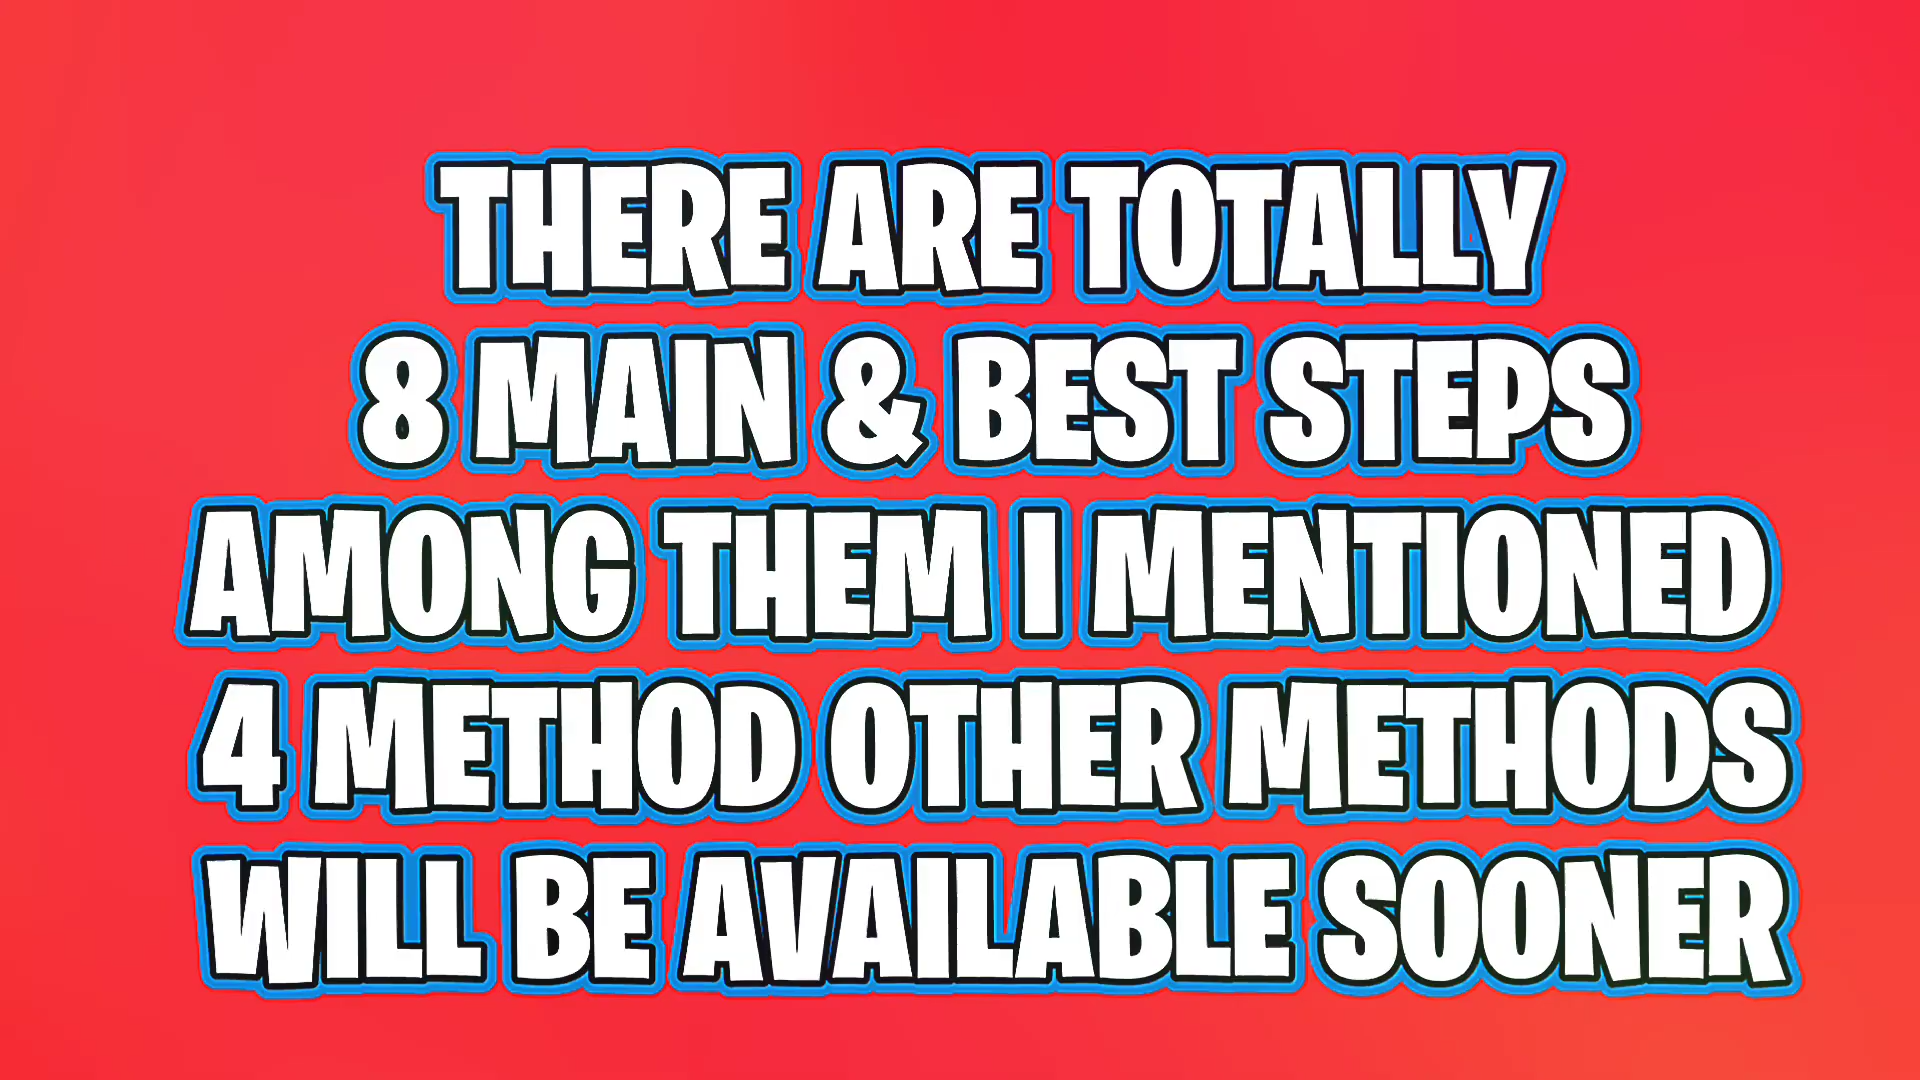 THERE ARE TOTALLY
8 MAIN & BEST STEPS
AMONG THEM I MENTIONED
4 METHOD OTHER METHODS
WILL BE AVAILABLE SOONER